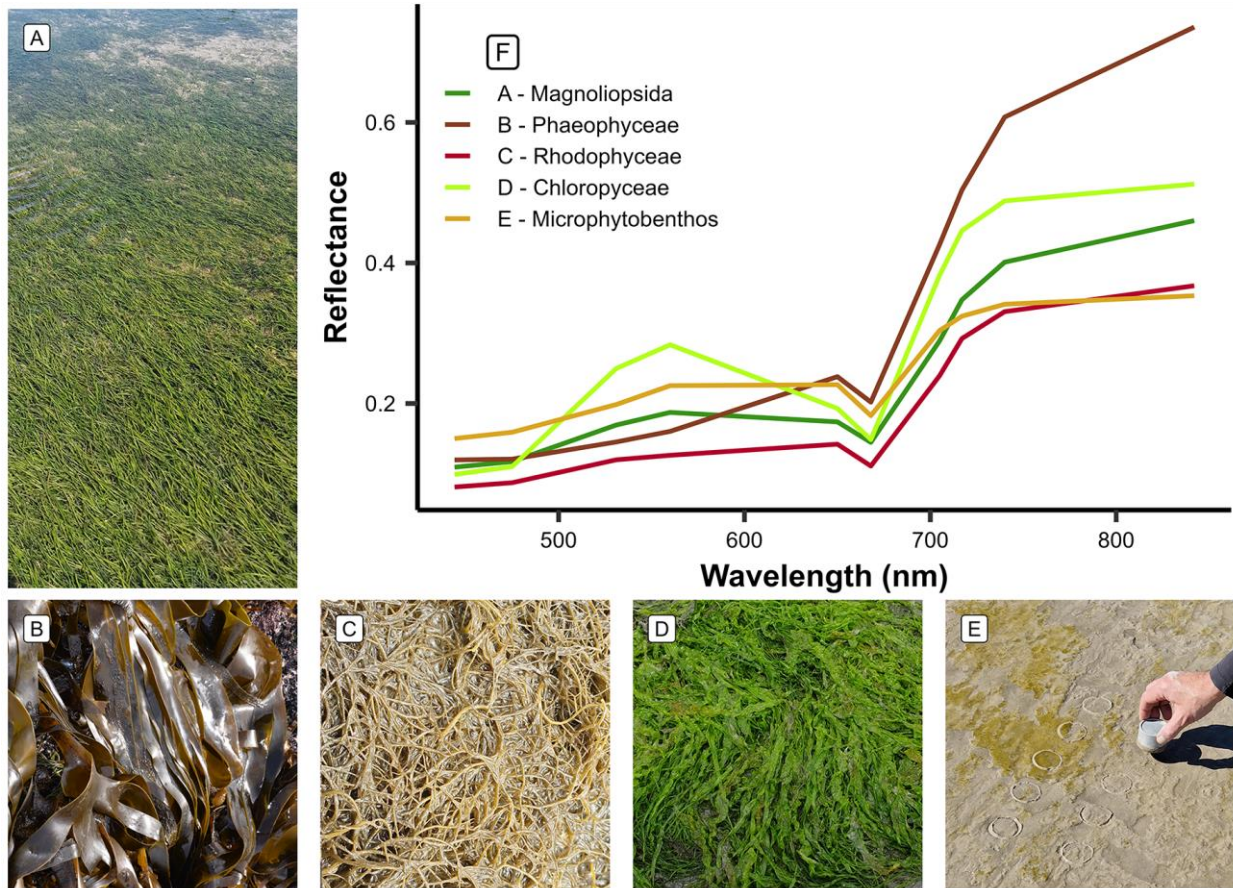 A
F
A - Magnoliopsida
B - Phaeophyceae
C - Rhodophyceae
D - Chloropyceae
E - Microphytobenthos
Reflectance
0.6
0.4
0.2
500
600
700
800
Wavelength (nm)
B
C
D
E